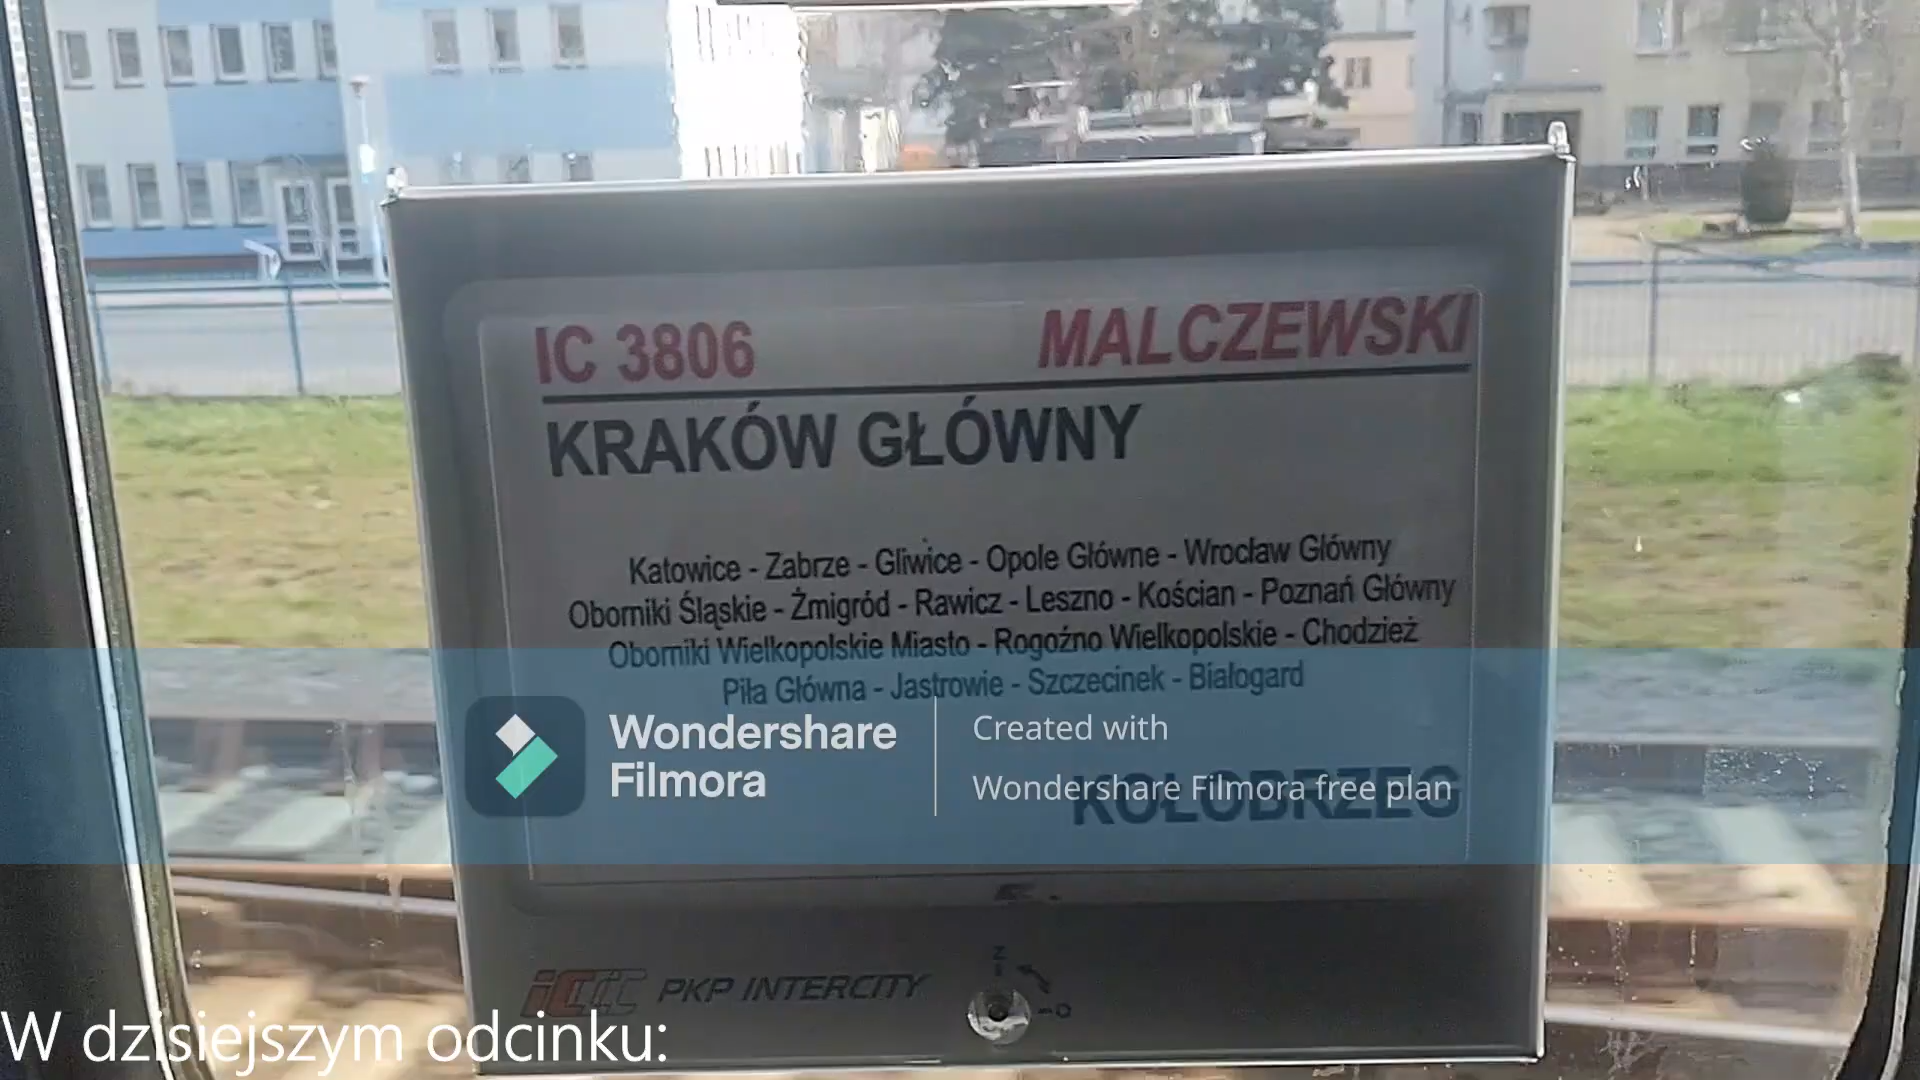 IC 3806 MALCZEWSKI
KRAKÓW GŁÓWNY
Katowice - Zabrze - Gliwice - Opole Główne - Wrocław Główny
Oborniki Śląskie - Żmigród - Rawicz - Leszno - Kościan - Poznań Główny
Oborniki Wielkopolskie Miasto - Rogoźno Wielkopolskie - Chodzież
Piła Główna - Jastrowie - Szczecinek - Białogard
Wondershare
Filmora
Created with
Wondershare Filmora free plan
KOŁOBRZEG
Z
O
IC PKP INTERCITY
W dzisiejszym odcinku: